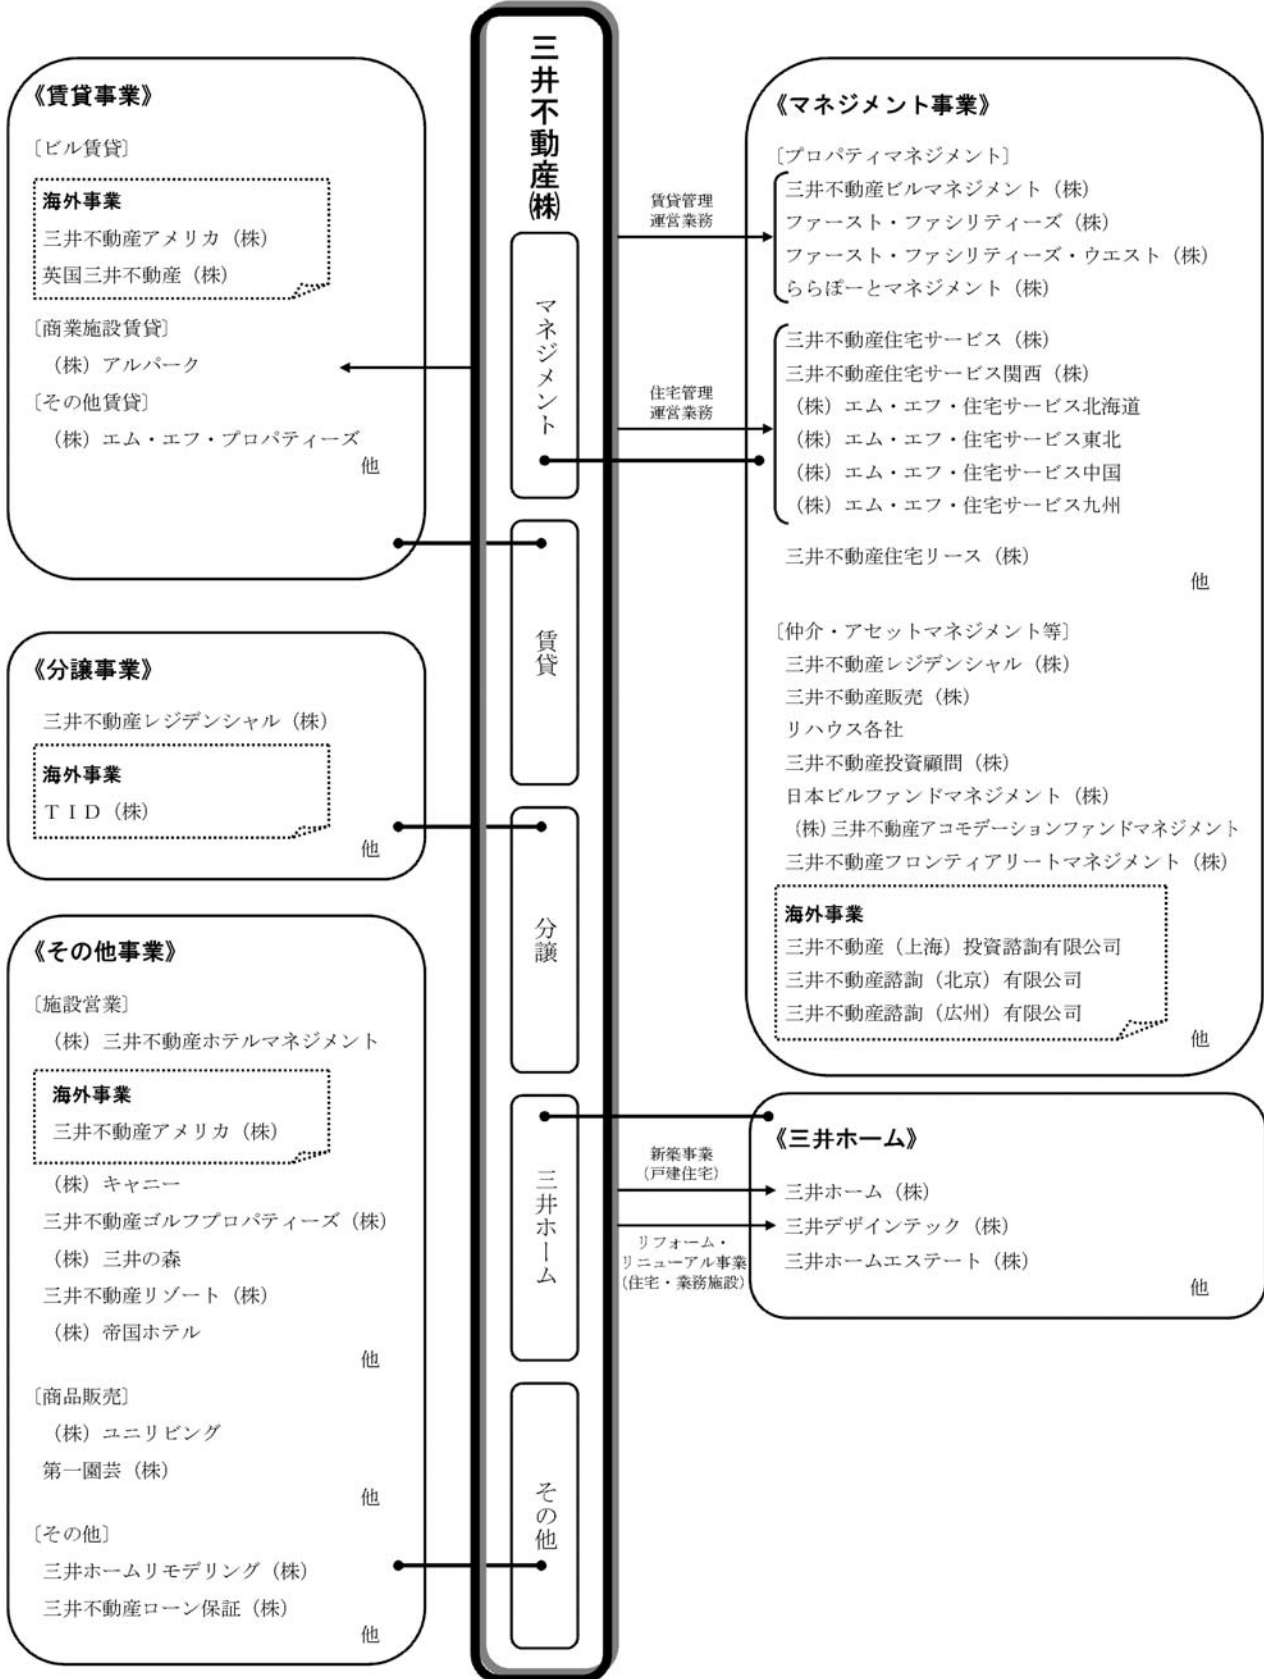 三井不動産㈱
マネジメント
賃貸
分譲
三井ホーム
その他
《賃貸事業》
〔ビル賃貸〕
海外事業
三井不動産アメリカ（株）
英国三井不動産（株）
〔商業施設賃貸〕
（株）アルパーク
〔その他賃貸〕
（株）エム・エフ・プロパティーズ
他
《分譲事業》
三井不動産レジデンシャル（株）
海外事業
ＴＩＤ（株）
他
《その他事業》
〔施設営業〕
（株）三井不動産ホテルマネジメント
海外事業
三井不動産アメリカ（株）
（株）キャニー
三井不動産ゴルフプロパティーズ（株）
（株）三井の森
三井不動産リゾート（株）
（株）帝国ホテル
他
〔商品販売〕
（株）ユニリビング
第一園芸（株）
他
〔その他〕
三井ホームリモデリング（株）
三井不動産ローン保証（株）
他
賃貸管理
運営業務
住宅管理
運営業務
《マネジメント事業》
〔プロパティマネジメント〕
三井不動産ビルマネジメント（株）
ファースト・ファシリティーズ（株）
ファースト・ファシリティーズ・ウエスト（株）
ららぽーとマネジメント（株）
三井不動産住宅サービス（株）
三井不動産住宅サービス関西（株）
（株）エム・エフ・住宅サービス北海道
（株）エム・エフ・住宅サービス東北
（株）エム・エフ・住宅サービス中国
（株）エム・エフ・住宅サービス九州
三井不動産住宅リース（株）
他
〔仲介・アセットマネジメント等〕
三井不動産レジデンシャル（株）
三井不動産販売（株）
リハウス各社
三井不動産投資顧問（株）
日本ビルファンドマネジメント（株）
（株）三井不動産アコモデーションファンドマネジメント
三井不動産フロンティアリートマネジメント（株）
海外事業
三井不動産（上海）投資諮詢有限公司
三井不動産諮詢（北京）有限公司
三井不動産諮詢（広州）有限公司
他
新築事業
（戸建住宅）
リフォーム・
リニューアル事業
（住宅・業務施設）
《三井ホーム》
三井ホーム（株）
三井デザインテック（株）
三井ホームエステート（株）
他